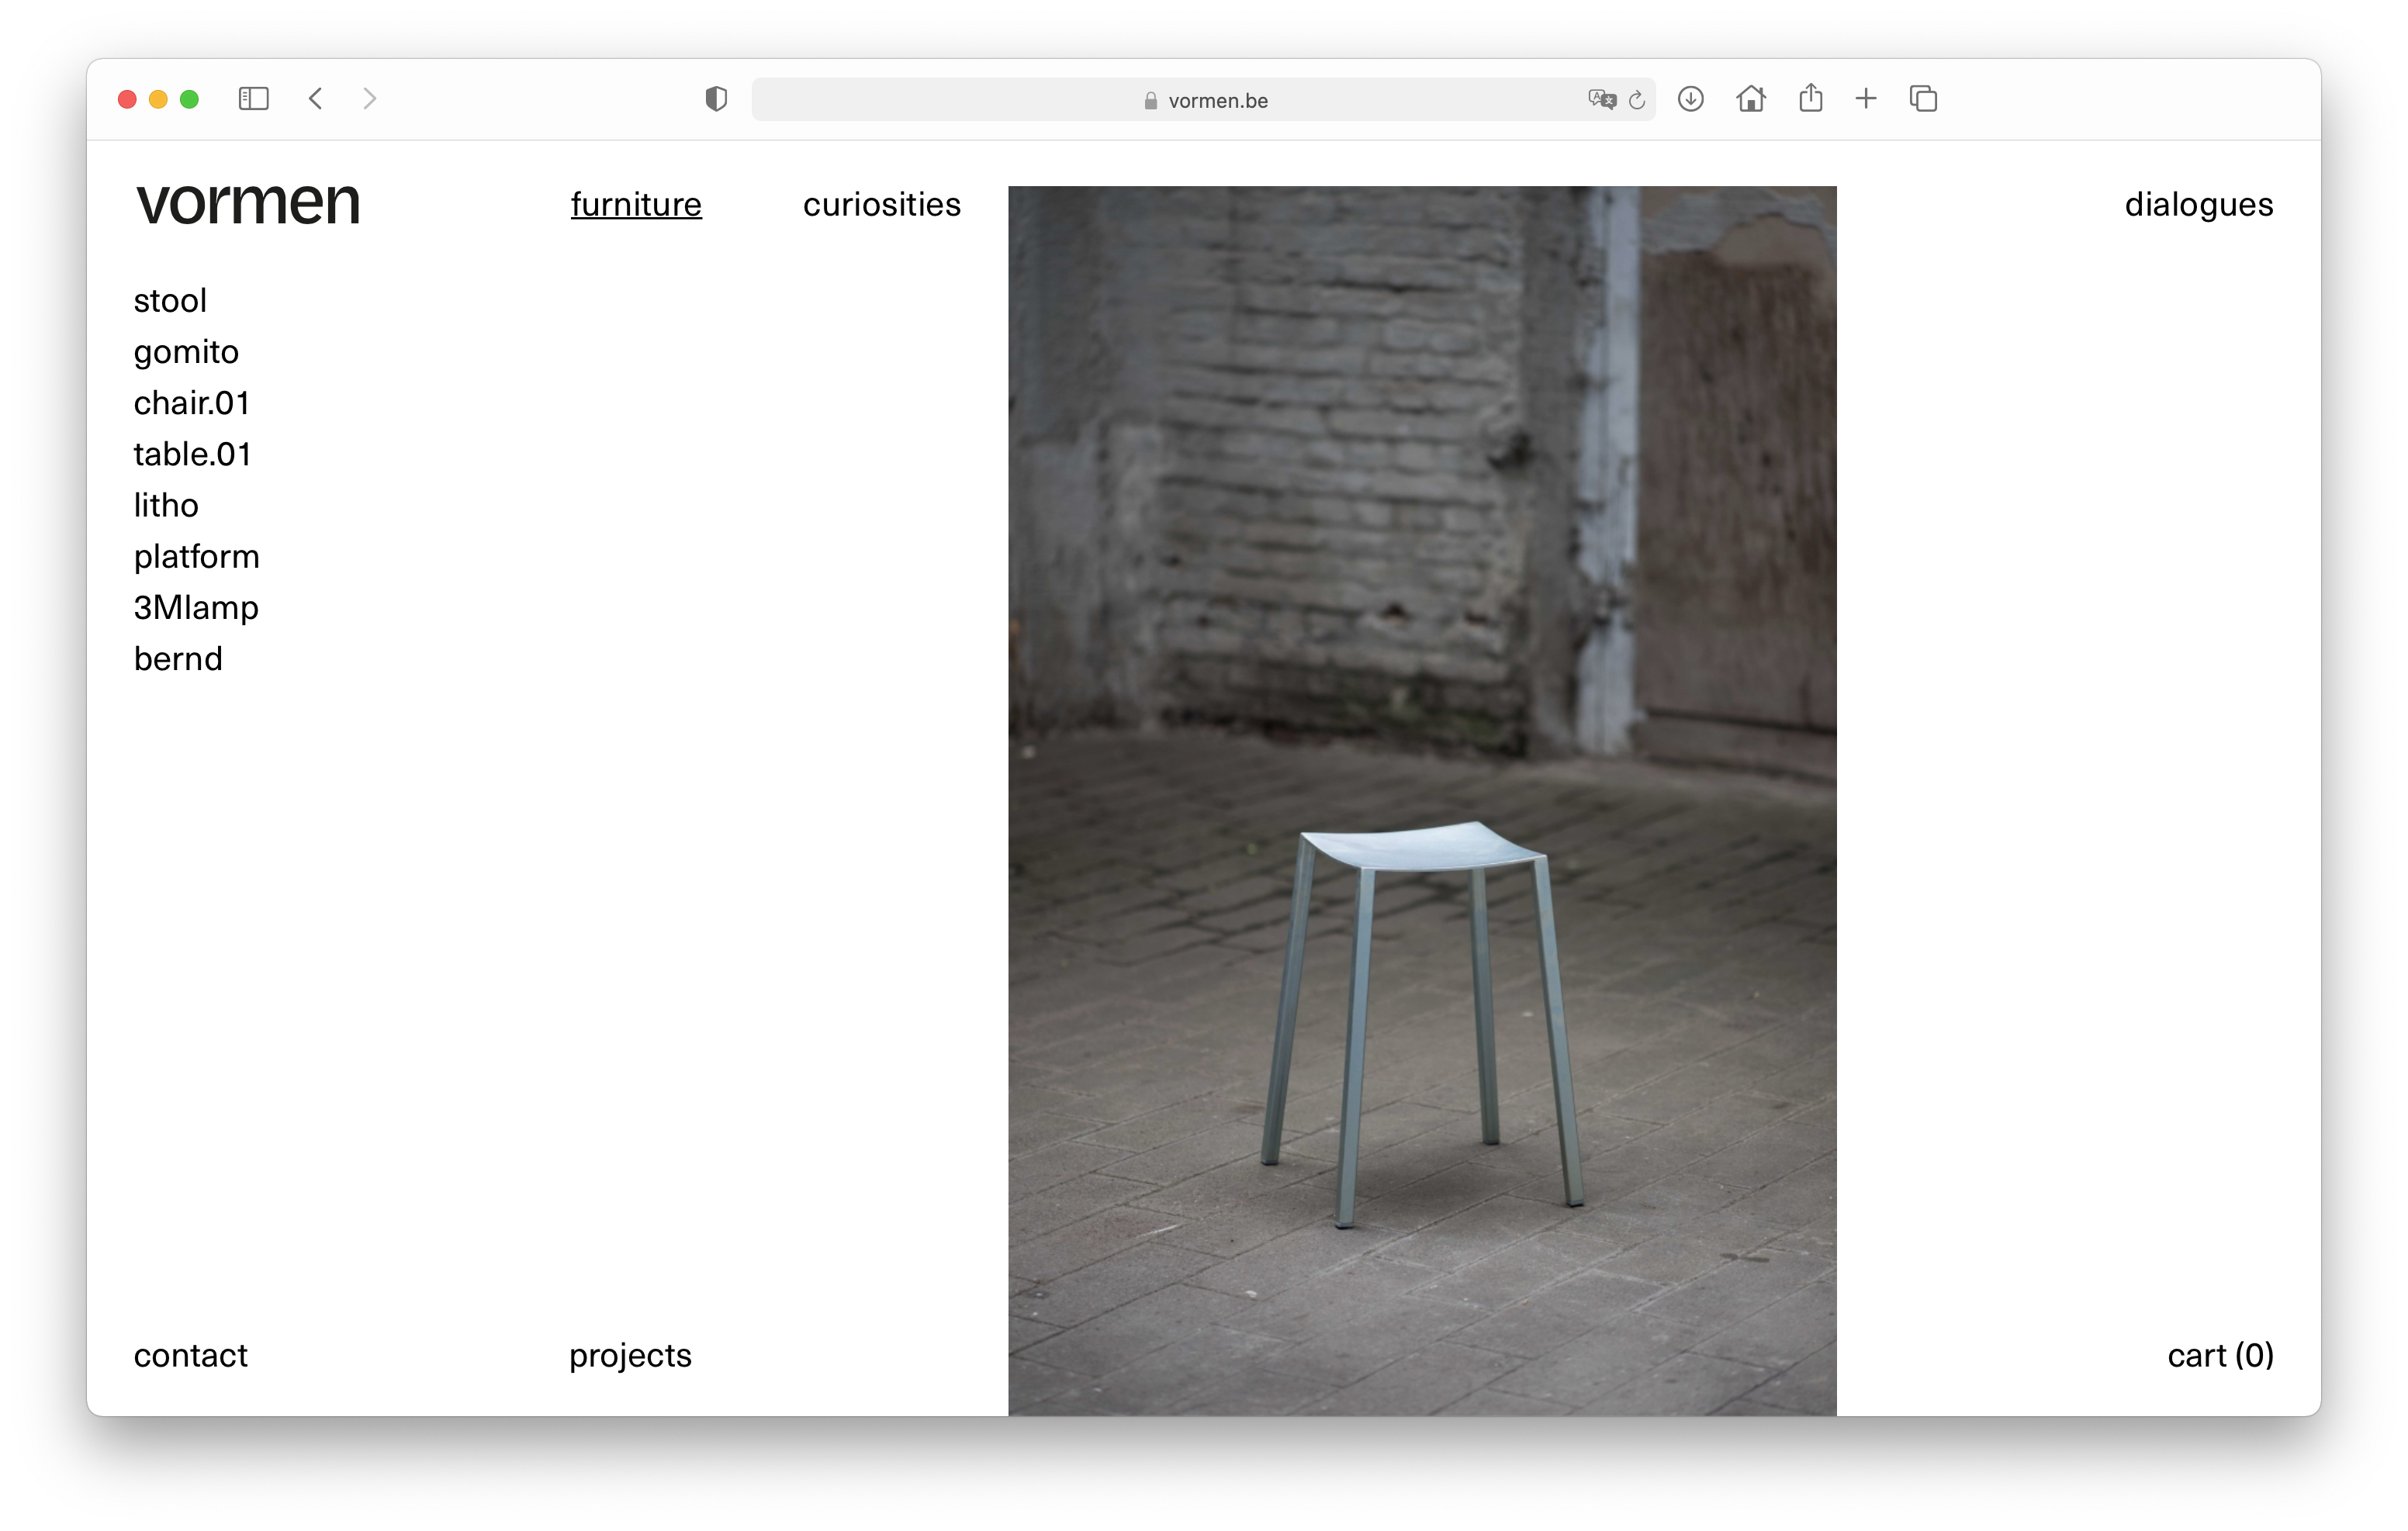 vormen.be
vormen
furniture
curiosities
dialogues
stool
gomito
chair.01
table.01
litho
platform
3Mlamp
bernd
contact
projects
cart (0)